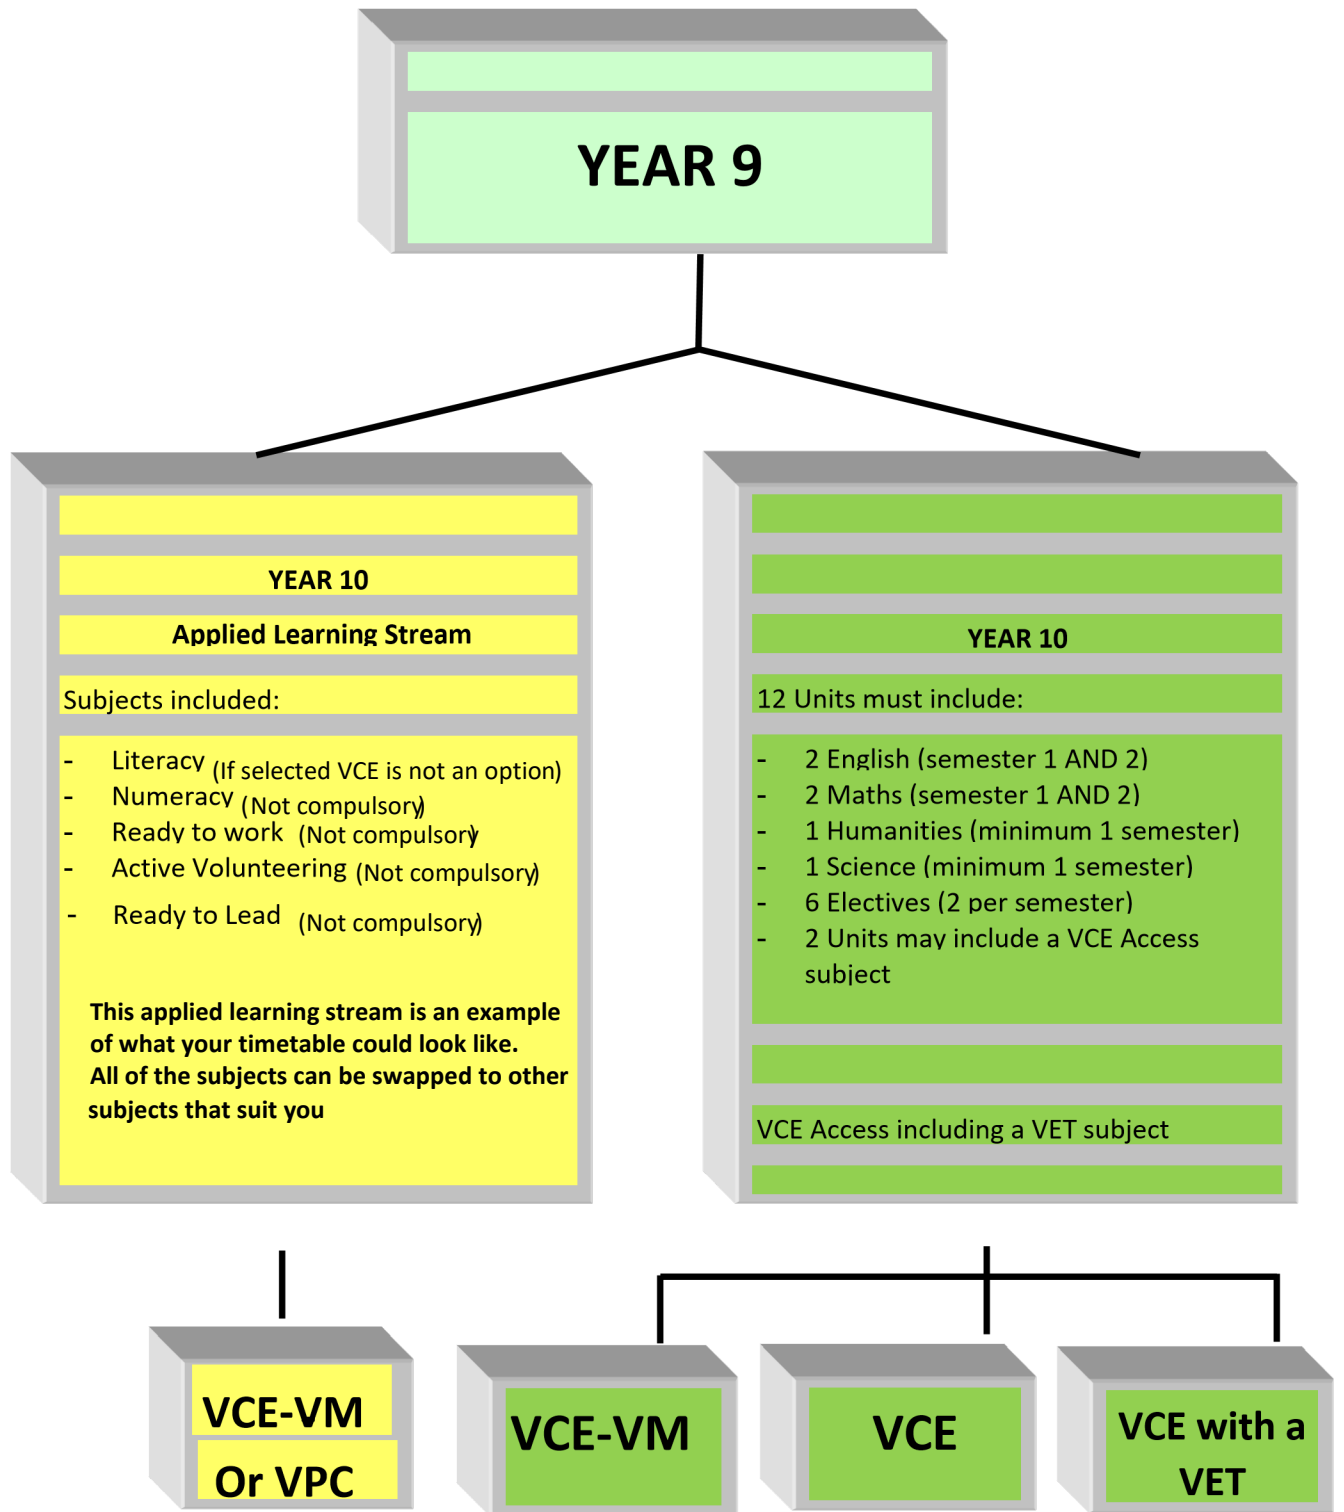 YEAR 9
YEAR 10
Applied Learning Stream
Subjects included:
- Literacy (If selected VCE is not an option)
- Numeracy (Not compulsory)
- Ready to work (Not compulsory)
- Active Volunteering (Not compulsory)
- Ready to Lead (Not compulsory)
This applied learning stream is an example
of what your timetable could look like.
All of the subjects can be swapped to other
subjects that suit you
YEAR 10
12 Units must include:
- 2 English (semester 1 AND 2)
- 2 Maths (semester 1 AND 2)
- 1 Humanities (minimum 1 semester)
- 1 Science (minimum 1 semester)
- 6 Electives (2 per semester)
- 2 Units may include a VCE Access
subject
VCE Access including a VET subject
VCE-VM
Or VPC
VCE-VM
VCE
VCE with a
VET